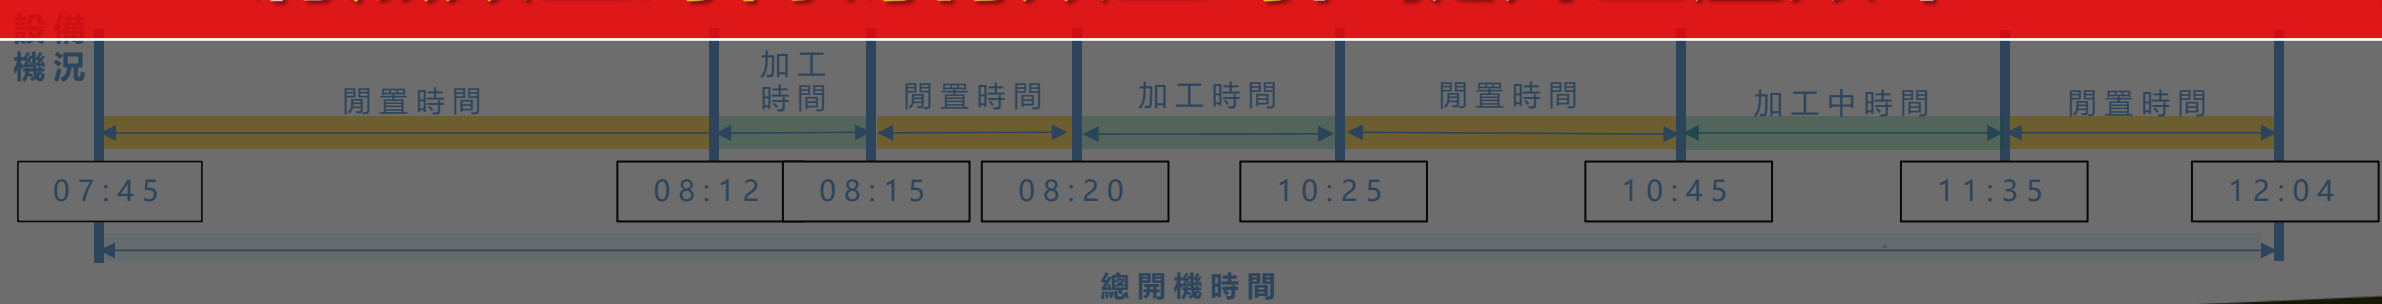 設備
機況
閒置時間
加工
時間
閒置時間
加工時間
閒置時間
加工中時間
閒置時間
07:45
08:12
08:15
08:20
10:25
10:45
11:35
12:04
總開機時間